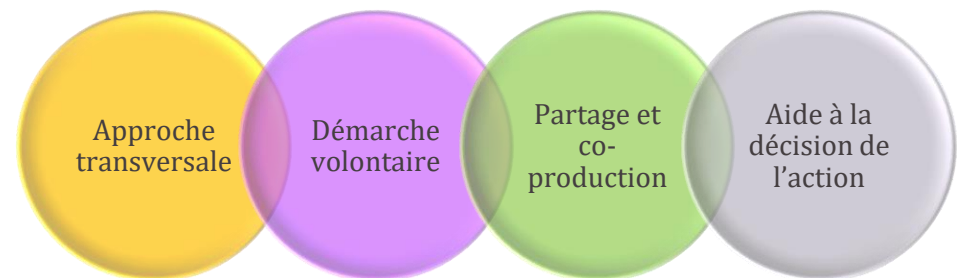 Approche
transversale
Démarche
volontaire
Partage et
co-
production
Aide à la
décision de
l’action